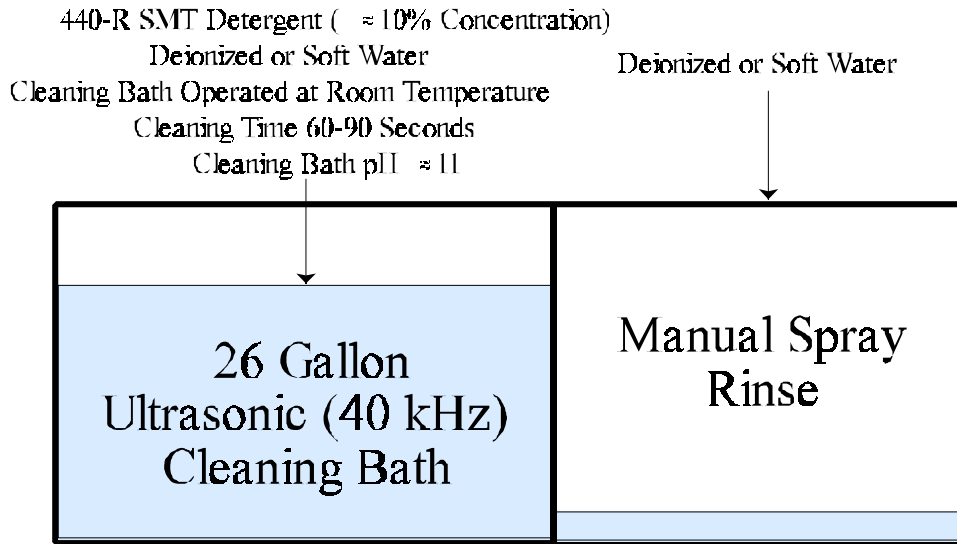 440-R SMT Detergent ( ≈10% Concentration)
Deionized or Soft Water
Cleaning Bath Operated at Room Temperature
Cleaning Time 60-90 Seconds
Cleaning Bath pH ≈11
Deionized or Soft Water
26 Gallon
Ultrasonic (40 kHz)
Cleaning Bath
Manual Spray
Rinse